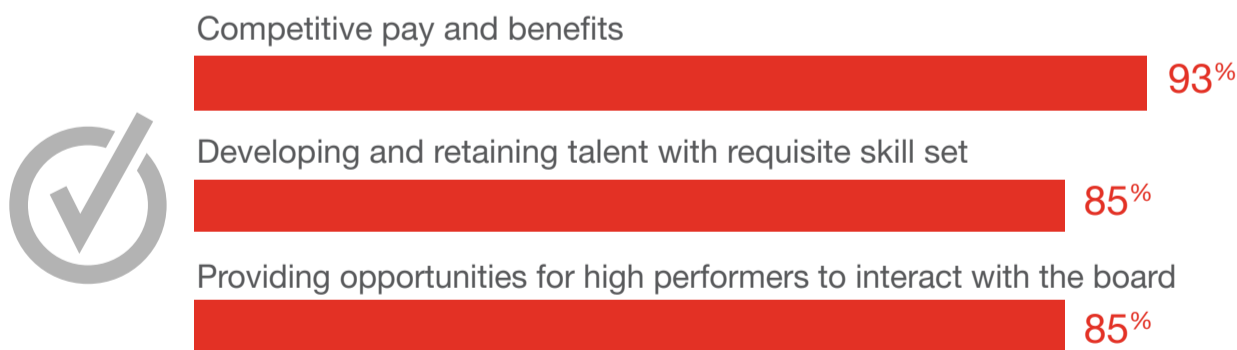 Competitive pay and benefits
93%
Developing and retaining talent with requisite skill set
85%
Providing opportunities for high performers to interact with the board
85%